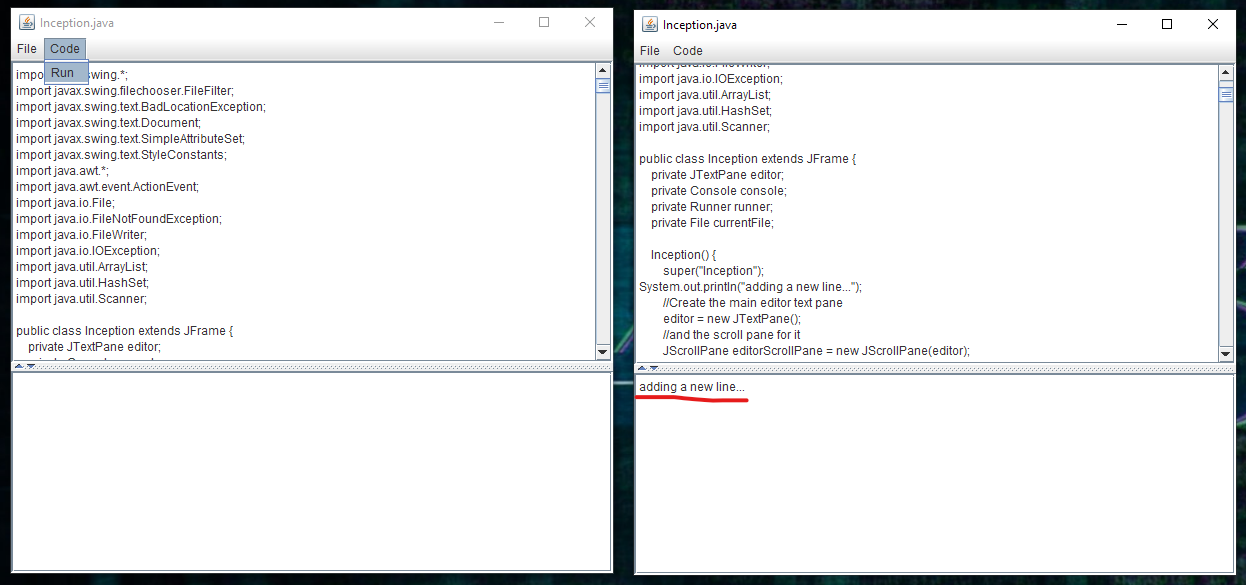 Inception.java
File Code
Run
import swing.*;
import javax.swing.filechooser.FileFilter;
import javax.swing.text.BadLocationException;
import javax.swing.text.Document;
import javax.swing.text.SimpleAttributeSet;
import javax.swing.text.StyleConstants;
import java.awt.*;
import java.awt.event.ActionEvent;
import java.io.File;
import java.io.FileNotFoundException;
import java.io.FileWriter;
import java.io.IOException;
import java.util.ArrayList;
import java.util.HashSet;
import java.util.Scanner;
public class Inception extends JFrame {
private JTextPane editor;
Inception.java
File Code
import java.io.FileWriter;
import java.io.IOException;
import java.util.ArrayList;
import java.util.HashSet;
import java.util.Scanner;
public class Inception extends JFrame {
private JTextPane editor;
private Console console;
private Runner runner;
private File currentFile;
Inception() {
super("Inception");
System.out.println("adding a new line...");
//Create the main editor text pane
editor = new JTextPane();
//and the scroll pane for it
JScrollPane editorScrollPane = new JScrollPane(editor);
adding a new line...